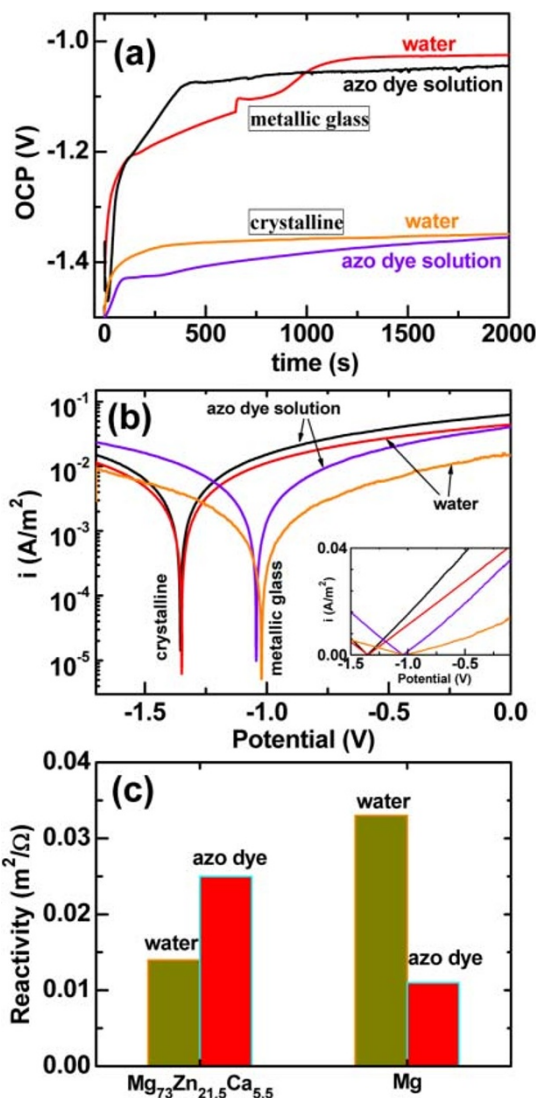 (a)
-1.0
-1.2
-1.4
OCP (V)
water
azo dye solution
metallic glass
crystalline
water
azo dye solution
0 500 1000 1500 2000
time (s)
(b)
10⁻¹
10⁻²
10⁻³
10⁻⁴
10⁻⁵
i (A/m²)
azo dye solution
water
crystalline
metallic glass
0.04
0.00
i (A/m²)
-1.5 -1.0 -0.5
Potential (V)
-1.5 -1.0 -0.5 0.0
Potential (V)
(c)
0.04
0.03
0.02
0.01
0.00
Reactivity (m²/Ω)
water
azo dye
water
azo dye
Mg₇₃Zn₂₁.₅Ca₅.₅ Mg